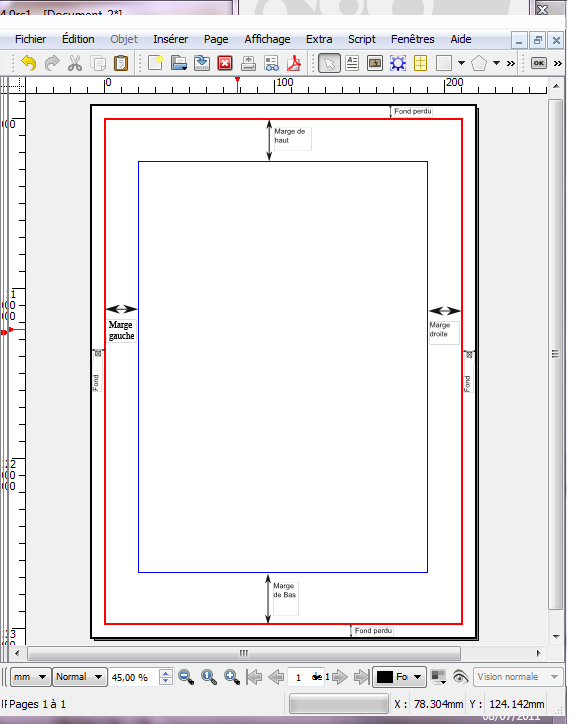 4.0rc1 - [Document-2*]
Fichier Édition Objet Insérer Page Affichage Extra Script Fenêtres Aide
OK
0 100 200
Fond perdu
Marge de
haut
Marge
gauche
Marge
droite
Fond
Fond
Marge
de Bas
Fond perdu
mm Normal 45,00 % 1 de 1 Fo Vision normale
Pages 1 à 1 X : 78.304mm Y : 124.142mm
08/07/2011